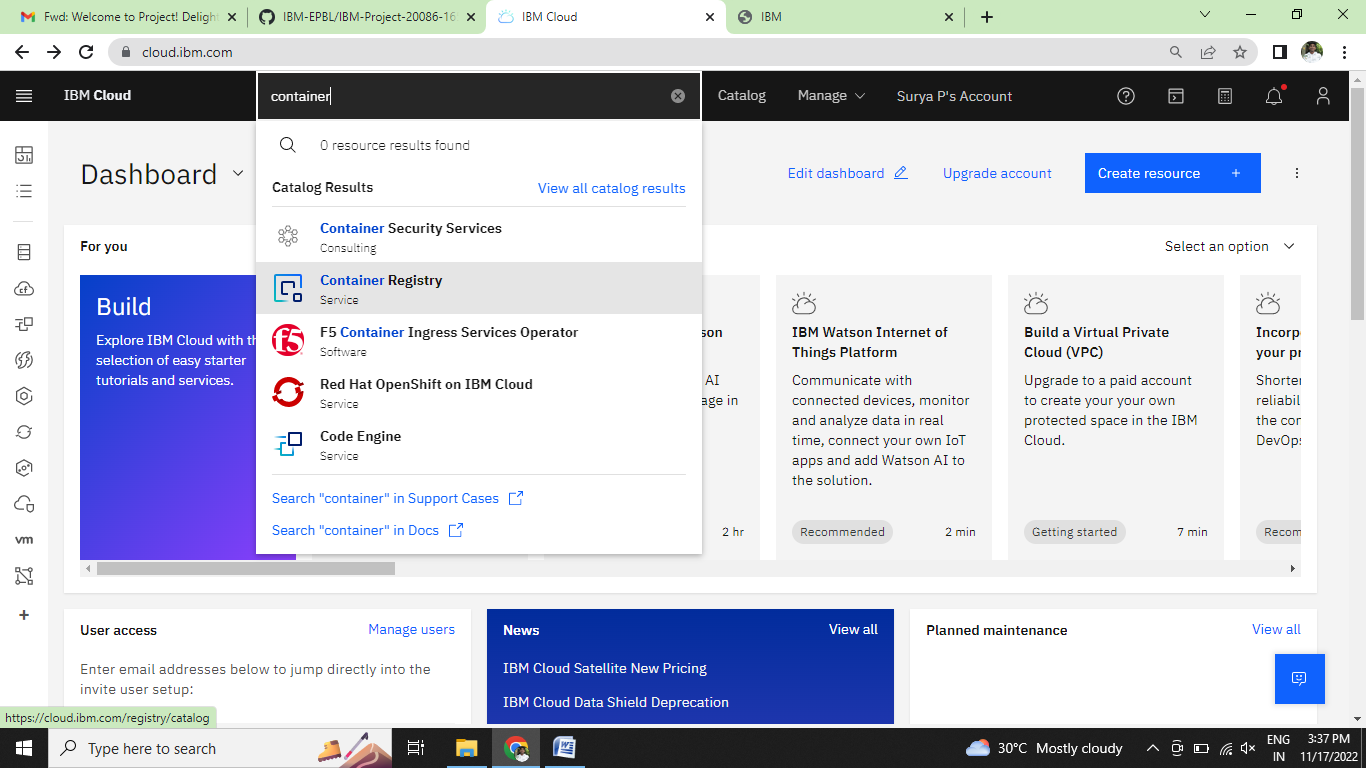 Fwd: Welcome to Project! Delight
IBM-EPBL/IBM-Project-20086-16
IBM Cloud
IBM
cloud.ibm.com
IBM Cloud
container
Catalog
Manage
Surya P's Account
0 resource results found
Catalog Results
View all catalog results
Container Security Services
Consulting
Container Registry
Service
F5 Container Ingress Services Operator
Software
Red Hat OpenShift on IBM Cloud
Service
Code Engine
Service
Search "container" in Support Cases
Search "container" in Docs
Dashboard
Edit dashboard
Upgrade account
Create resource +
For you
Select an option
Build
Explore IBM Cloud with th
selection of easy starter
tutorials and services.
son
AI
age in
2 hr
IBM Watson Internet of
Things Platform
Communicate with
connected devices, monitor
and analyze data in real
time, connect your own IoT
apps and add Watson AI to
the solution.
Recommended
2 min
Build a Virtual Private
Cloud (VPC)
Upgrade to a paid account
to create your your own
protected space in the IBM
Cloud.
Getting started
7 min
Incorp
your pr
Shorter
reliabil
the con
DevOps
Recom
vm
User access
Manage users
Enter email addresses below to jump directly into the
invite user setup:
News
View all
IBM Cloud Satellite New Pricing
IBM Cloud Data Shield Deprecation
Planned maintenance
View all
https://cloud.ibm.com/registry/catalog
Type here to search
30°C Mostly cloudy
ENG
IN
3:37 PM
11/17/2022